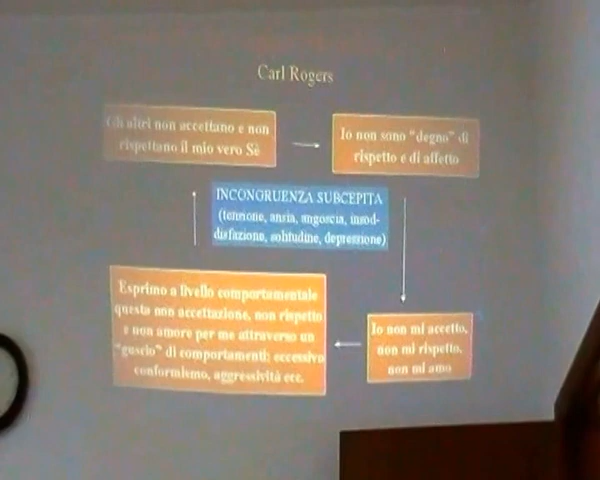 Carl Rogers
Gli altri non accettano e non
rispettano il mio vero Sè
Io non sono "degno" di
rispetto e di affetto
INCONGRUENZA SUBCEPITA
(tensione, ansia, angoscia, insod-
disfazione, solitudine, depressione)
Esprimo a livello comportamentale
questa non accettazione, non rispetto
e non amore per me attraverso un
"guscio" di comportamenti: eccessivo
conformismo, aggressività ecc.
Io non mi accetto,
non mi rispetto,
non mi amo